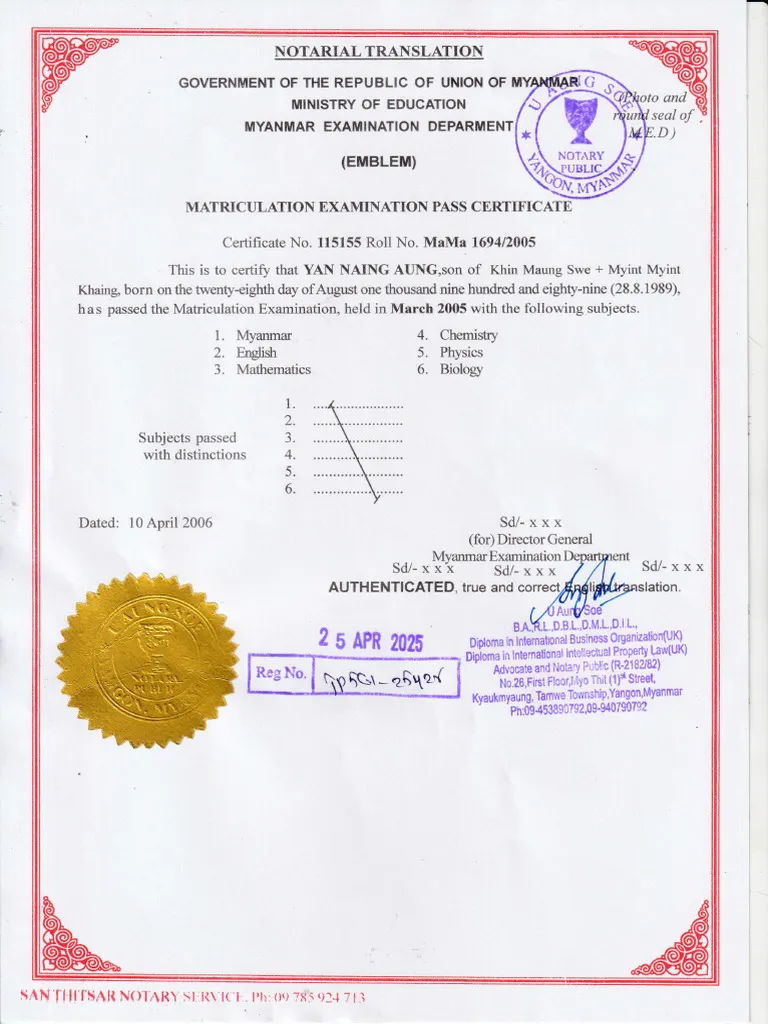 NOTARIAL TRANSLATION
GOVERNMENT OF THE REPUBLIC OF UNION OF MYANMAR
MINISTRY OF EDUCATION
MYANMAR EXAMINATION DEPARMENT
(EMBLEM)
(Photo and
round seal of
M.E.D)
U AUNG SOE
NOTARY
PUBLIC
YANGON, MYANMAR
MATRICULATION EXAMINATION PASS CERTIFICATE
Certificate No. 115155 Roll No. MaMa 1694/2005
This is to certify that YAN NAING AUNG,son of Khin Maung Swe + Myint Myint
Khaing, born on the twenty-eighth day of August one thousand nine hundred and eighty-nine (28.8.1989),
has passed the Matriculation Examination, held in March 2005 with the following subjects.
1. Myanmar 4. Chemistry
2. English 5. Physics
3. Mathematics 6. Biology
1. ........................
2. ........................
Subjects passed 3. ........................
with distinctions 4. ........................
5. ........................
6. ........................
Dated: 10 April 2006 Sd/- x x x
(for) Director General
Myanmar Examination Department
Sd/- x x x Sd/- x x x Sd/- x x x
AUTHENTICATED, true and correct English translation.
U Aung Soe
B.A.,R.L.,D.B.L.,D.M.L.,D.I.L.,
Diploma in International Business Organization(UK)
Diploma in International Intellectual Property Law(UK)
Advocate and Notary Public (R-2182/82)
No.26,First Floor,Myo Thit (1)st Street,
Kyaukmyaung, Tamwe Township,Yangon,Myanmar
Ph:09-453890792,09-940790792
25 APR 2025
Reg No.
U AUNG SOE
NOTARY
PUBLIC
YANGON, MYANMAR
SAN THITSAR NOTARY SERVICE. Ph: 09 785 924 713